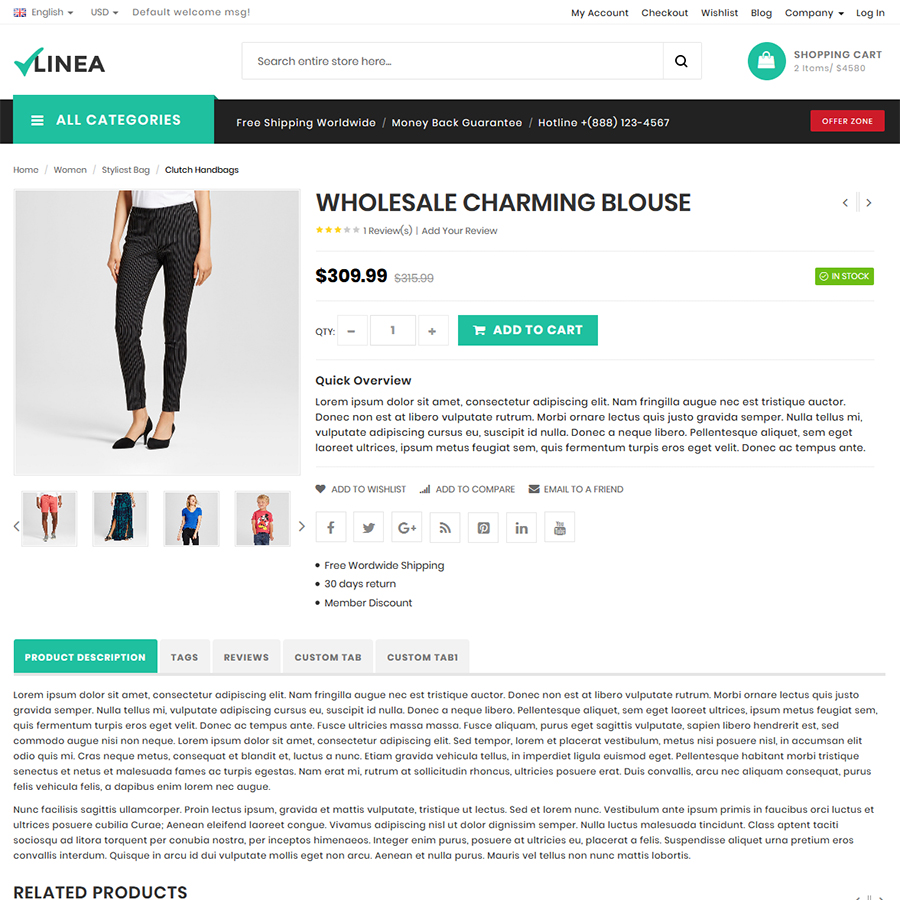 English USD Default welcome msg! My Account Checkout Wishlist Blog Company Log In
LINEA
Search entire store here...
SHOPPING CART
2 Items/ $4580
ALL CATEGORIES
Free Shipping Worldwide / Money Back Guarantee / Hotline +(888) 123-4567
OFFER ZONE
Home / Women / Styliest Bag / Clutch Handbags
WHOLESALE CHARMING BLOUSE
1 Review(s) | Add Your Review
$309.99 $315.99
IN STOCK
QTY: - 1 +
ADD TO CART
Quick Overview
Lorem ipsum dolor sit amet, consectetur adipiscing elit. Nam fringilla augue nec est tristique auctor.
Donec non est at libero vulputate rutrum. Morbi ornare lectus quis justo gravida semper. Nulla tellus mi,
vulputate adipiscing cursus eu, suscipit id nulla. Donec a neque libero. Pellentesque aliquet, sem eget
laoreet ultrices, ipsum metus feugiat sem, quis fermentum turpis eros eget velit. Donec ac tempus ante.
ADD TO WISHLIST ADD TO COMPARE EMAIL TO A FRIEND
f G+ in You Tube
Free Wordwide Shipping
30 days return
Member Discount
PRODUCT DESCRIPTION TAGS REVIEWS CUSTOM TAB CUSTOM TAB1
Lorem ipsum dolor sit amet, consectetur adipiscing elit. Nam fringilla augue nec est tristique auctor. Donec non est at libero vulputate rutrum. Morbi ornare lectus quis justo
gravida semper. Nulla tellus mi, vulputate adipiscing cursus eu, suscipit id nulla. Donec a neque libero. Pellentesque aliquet, sem eget laoreet ultrices, ipsum metus feugiat sem,
quis fermentum turpis eros eget velit. Donec ac tempus ante. Fusce ultricies massa massa. Fusce aliquam, purus eget sagittis vulputate, sapien libero hendrerit est, sed
commodo augue nisi non neque. Lorem ipsum dolor sit amet, consectetur adipiscing elit. Sed tempor, lorem et placerat vestibulum, metus nisi posuere nisl, in accumsan elit
odio quis mi. Cras neque metus, consequat et blandit et, luctus a nunc. Etiam gravida vehicula tellus, in imperdiet ligula euismod eget. Pellentesque habitant morbi tristique
senectus et netus et malesuada fames ac turpis egestas. Nam erat mi, rutrum at sollicitudin rhoncus, ultricies posuere erat. Duis convallis, arcu nec aliquam consequat, purus
felis vehicula felis, a dapibus enim lorem nec augue.
Nunc facilisis sagittis ullamcorper. Proin lectus ipsum, gravida et mattis vulputate, tristique ut lectus. Sed et lorem nunc. Vestibulum ante ipsum primis in faucibus orci luctus et
ultrices posuere cubilia Curae; Aenean eleifend laoreet congue. Vivamus adipiscing nisl ut dolor dignissim semper. Nulla luctus malesuada tincidunt. Class aptent taciti
sociosqu ad litora torquent per conubia nostra, per inceptos himenaeos. Integer enim purus, posuere at ultricies eu, placerat a felis. Suspendisse aliquet urna pretium eros
convallis interdum. Quisque in arcu id dui vulputate mollis eget non arcu. Aenean et nulla purus. Mauris vel tellus non nunc mattis lobortis.
RELATED PRODUCTS